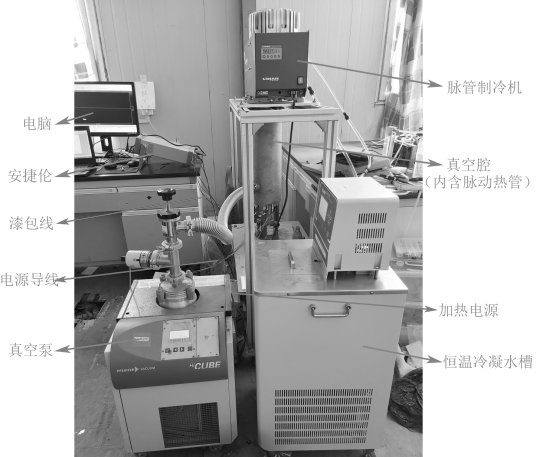 脉管制冷机
电脑
真空腔
(内含脉动热管)
安捷伦
漆包线
电源导线
加热电源
真空泵
恒温冷凝水槽
CUBE